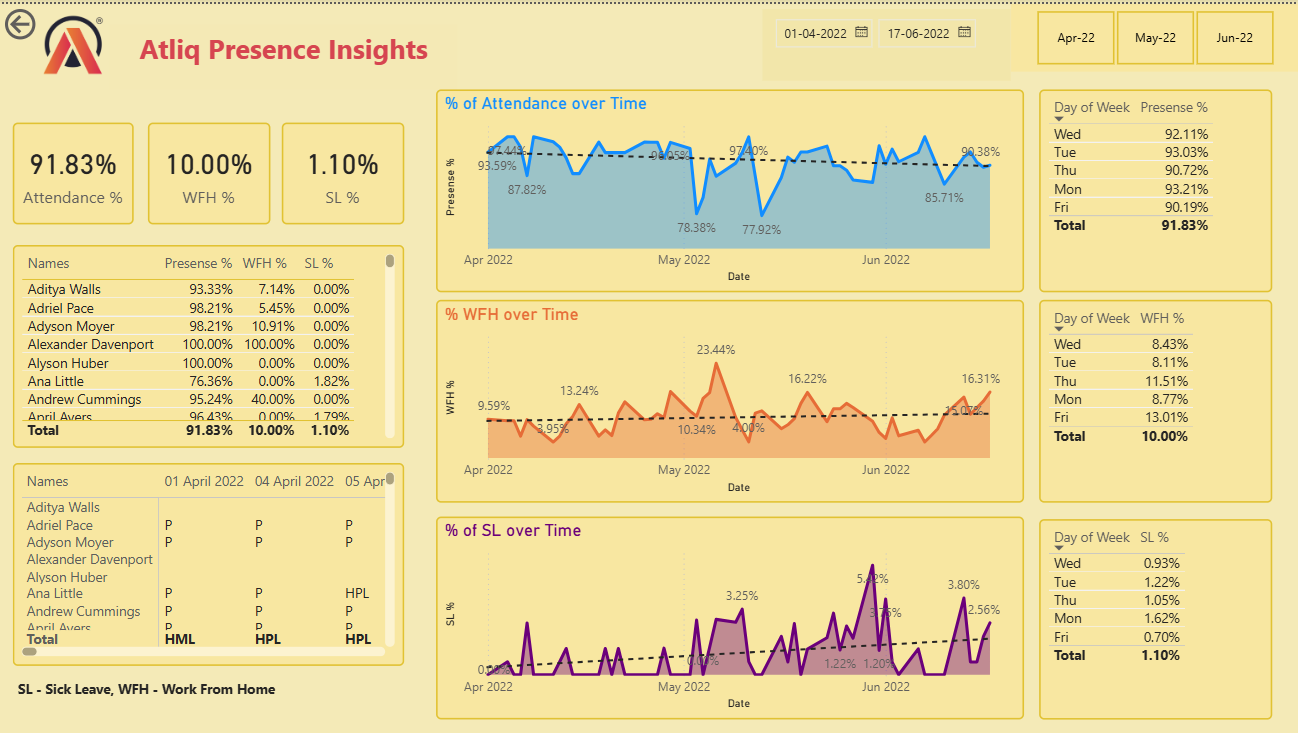 Atliq Presence Insights
®
01-04-2022 17-06-2022
Apr-22 May-22 Jun-22
91.83%
Attendance %
10.00%
WFH %
1.10%
SL %
Names Presense % WFH % SL %
Aditya Walls 93.33% 7.14% 0.00%
Adriel Pace 98.21% 5.45% 0.00%
Adyson Moyer 98.21% 10.91% 0.00%
Alexander Davenport 100.00% 100.00% 0.00%
Alyson Huber 100.00% 0.00% 0.00%
Ana Little 76.36% 0.00% 1.82%
Andrew Cummings 95.24% 40.00% 0.00%
April Ayers 96.43% 0.00% 1.79%
Total 91.83% 10.00% 1.10%
Names 01 April 2022 04 April 2022 05 Apr
Aditya Walls
Adriel Pace P P P
Adyson Moyer P P P
Alexander Davenport
Alyson Huber
Ana Little P P HPL
Andrew Cummings P P P
April Ayers P P P
Total HML HPL HPL
SL - Sick Leave, WFH - Work From Home
% of Attendance over Time
Presense %
97.44%
93.59%
87.82%
96.05%
78.38%
97.40%
77.92%
85.71%
90.38%
Apr 2022 May 2022 Jun 2022
Date
% WFH over Time
WFH %
9.59%
3.95%
13.24%
10.34%
23.44%
4.00%
16.22%
15.07%
16.31%
Apr 2022 May 2022 Jun 2022
Date
% of SL over Time
SL %
0.00%
0.00%
3.25%
1.22%
5.42%
1.20%
3.75%
3.80%
2.56%
Apr 2022 May 2022 Jun 2022
Date
Day of Week Presense %
Wed 92.11%
Tue 93.03%
Thu 90.72%
Mon 93.21%
Fri 90.19%
Total 91.83%
Day of Week WFH %
Wed 8.43%
Tue 8.11%
Thu 11.51%
Mon 8.77%
Fri 13.01%
Total 10.00%
Day of Week SL %
Wed 0.93%
Tue 1.22%
Thu 1.05%
Mon 1.62%
Fri 0.70%
Total 1.10%